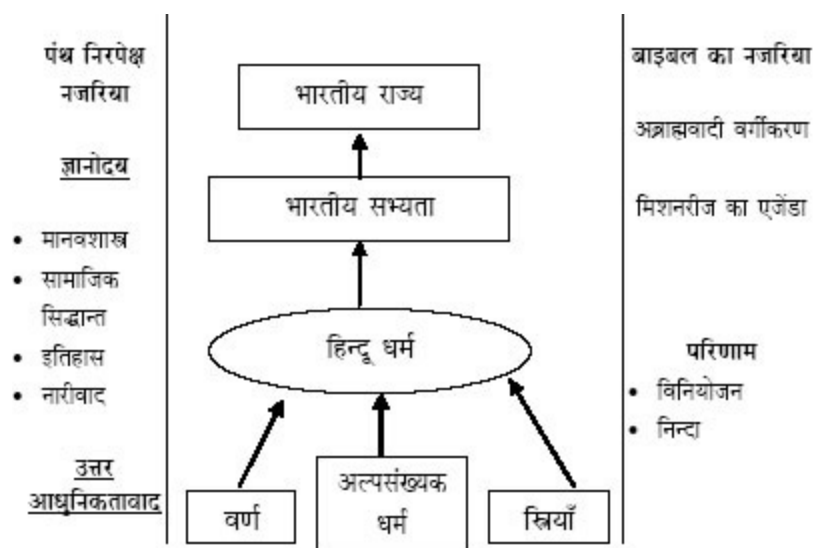 पंथ निरपेक्ष
नजरिया
ज्ञानोदय
• मानवशास्त्र
• सामाजिक
सिद्धान्त
• इतिहास
• नारीवाद
उत्तर
आधुनिकतावाद
भारतीय राज्य
भारतीय सभ्यता
हिन्दू धर्म
वर्ण
अल्पसंख्यक
धर्म
स्त्रियाँ
बाइबल का नजरिया
अब्राह्मवादी वर्गीकरण
मिशनरीज का एजेंडा
परिणाम
• विनियोजन
• निन्दा